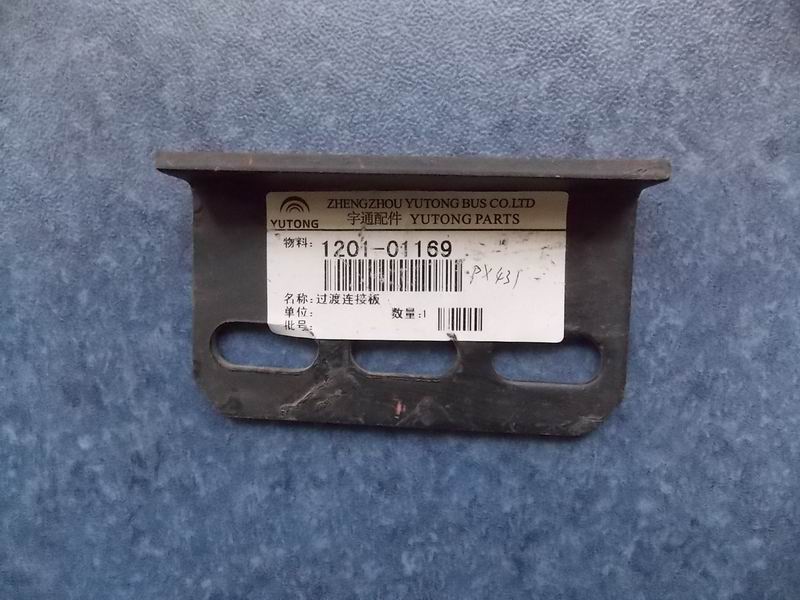 ZHENGZHOU YUTONG BUS CO.LTD
YUTONG
宇通配件 YUTONG PARTS
物料: 1201-01169
名称: 过渡连接板
单位:
数量:1
批号: